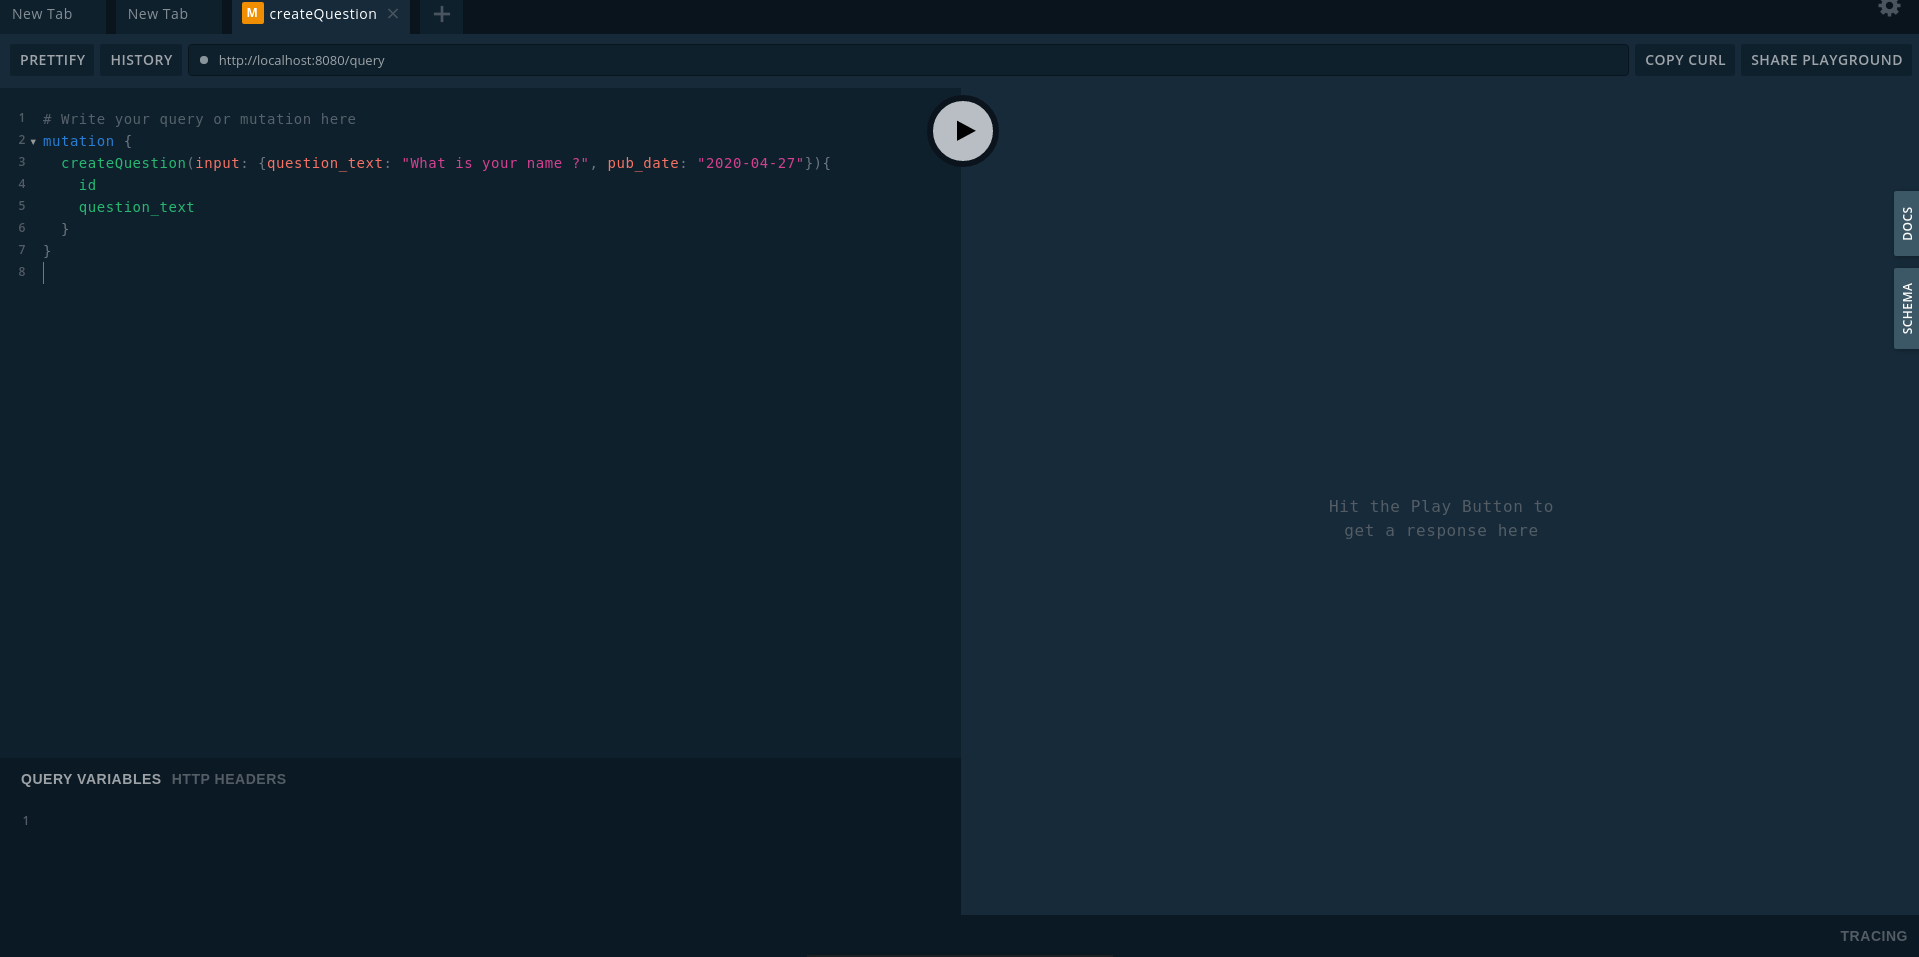 New Tab New Tab M createQuestion
PRETTIFY HISTORY http://localhost:8080/query COPY CURL SHARE PLAYGROUND
1 # Write your query or mutation here
2 mutation {
3 createQuestion(input: {question_text: "What is your name ?", pub_date: "2020-04-27"}){
4 id
5 question_text
6 }
7 }
8
DOCS
SCHEMA
Hit the Play Button to
get a response here
QUERY VARIABLES HTTP HEADERS
1
TRACING